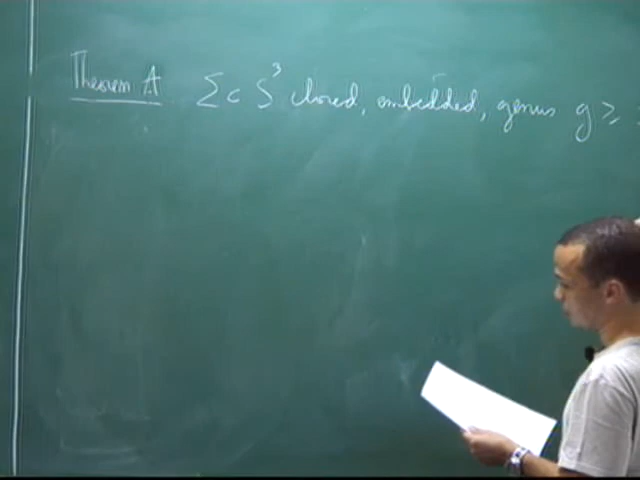 Theorem A Σ ⊂ S³ closed, embedded, genus g ≥